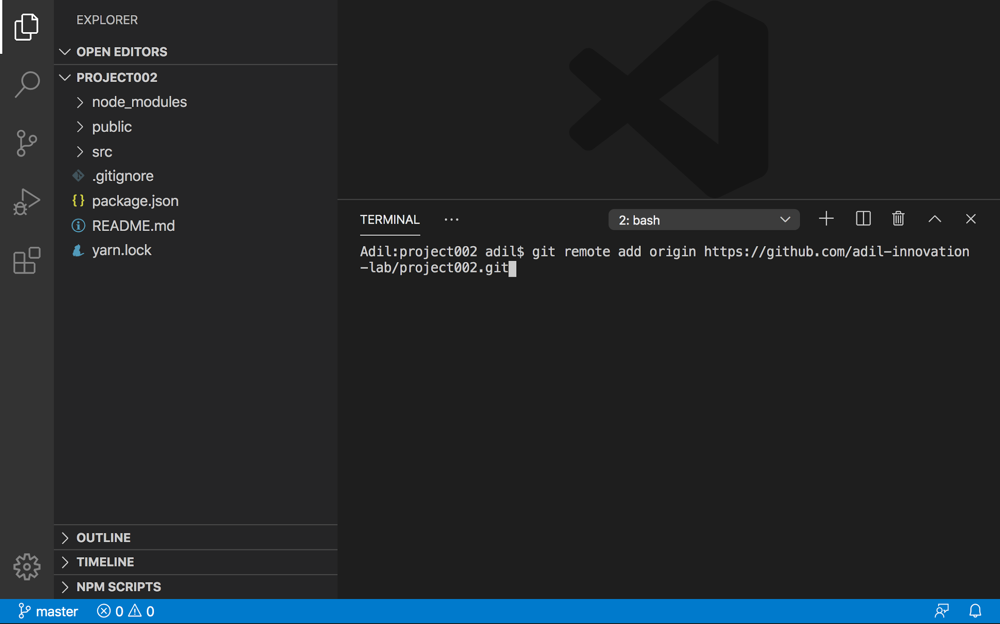 EXPLORER
OPEN EDITORS
PROJECT002
node_modules
public
src
.gitignore
package.json
README.md
yarn.lock
OUTLINE
TIMELINE
NPM SCRIPTS
TERMINAL
2: bash
Adil:project002 adil$ git remote add origin https://github.com/adil-innovation
-lab/project002.git
master 0 0